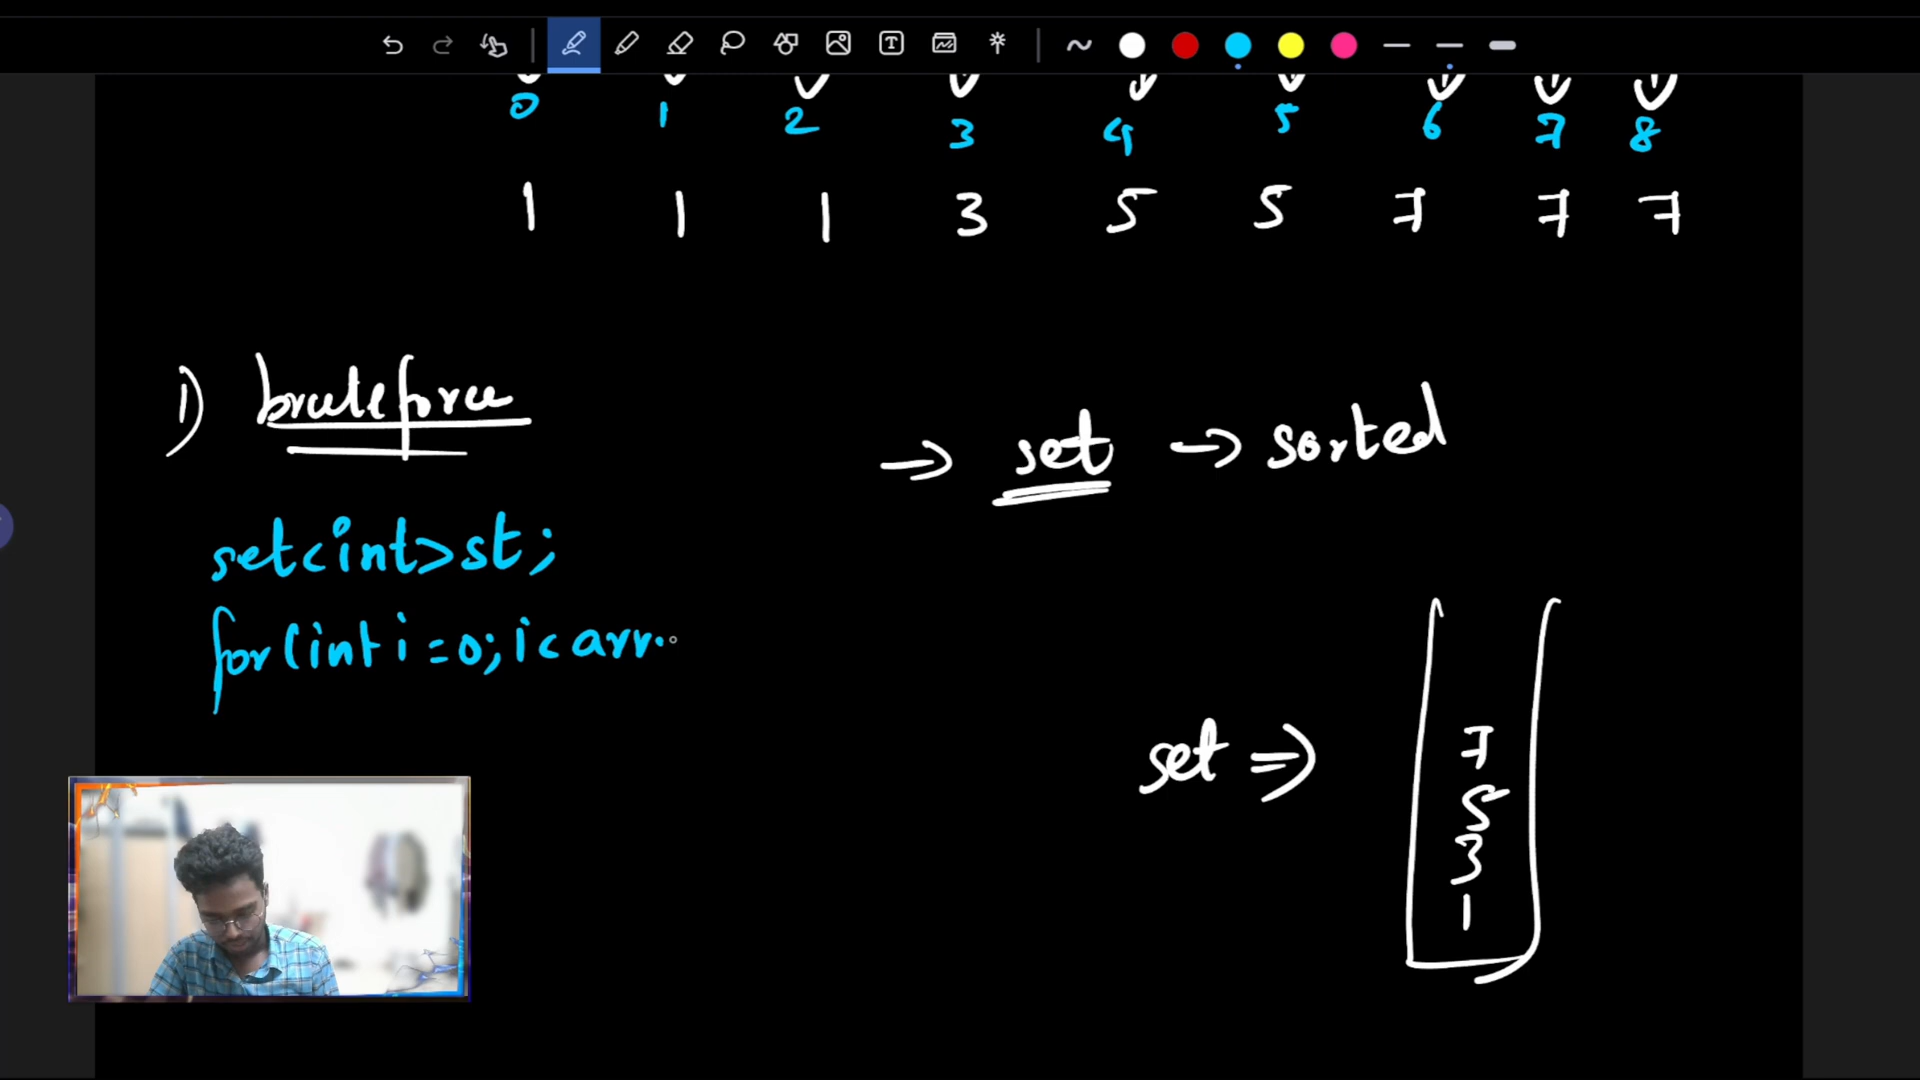 0 1 2 3 4 5 6 7 8
1 1 1 3 5 5 7 7 7
1) bruteforce
→ set → sorted
set<int>st;
for(int i=0;i< arr.
set ⇒
7
5
3
1